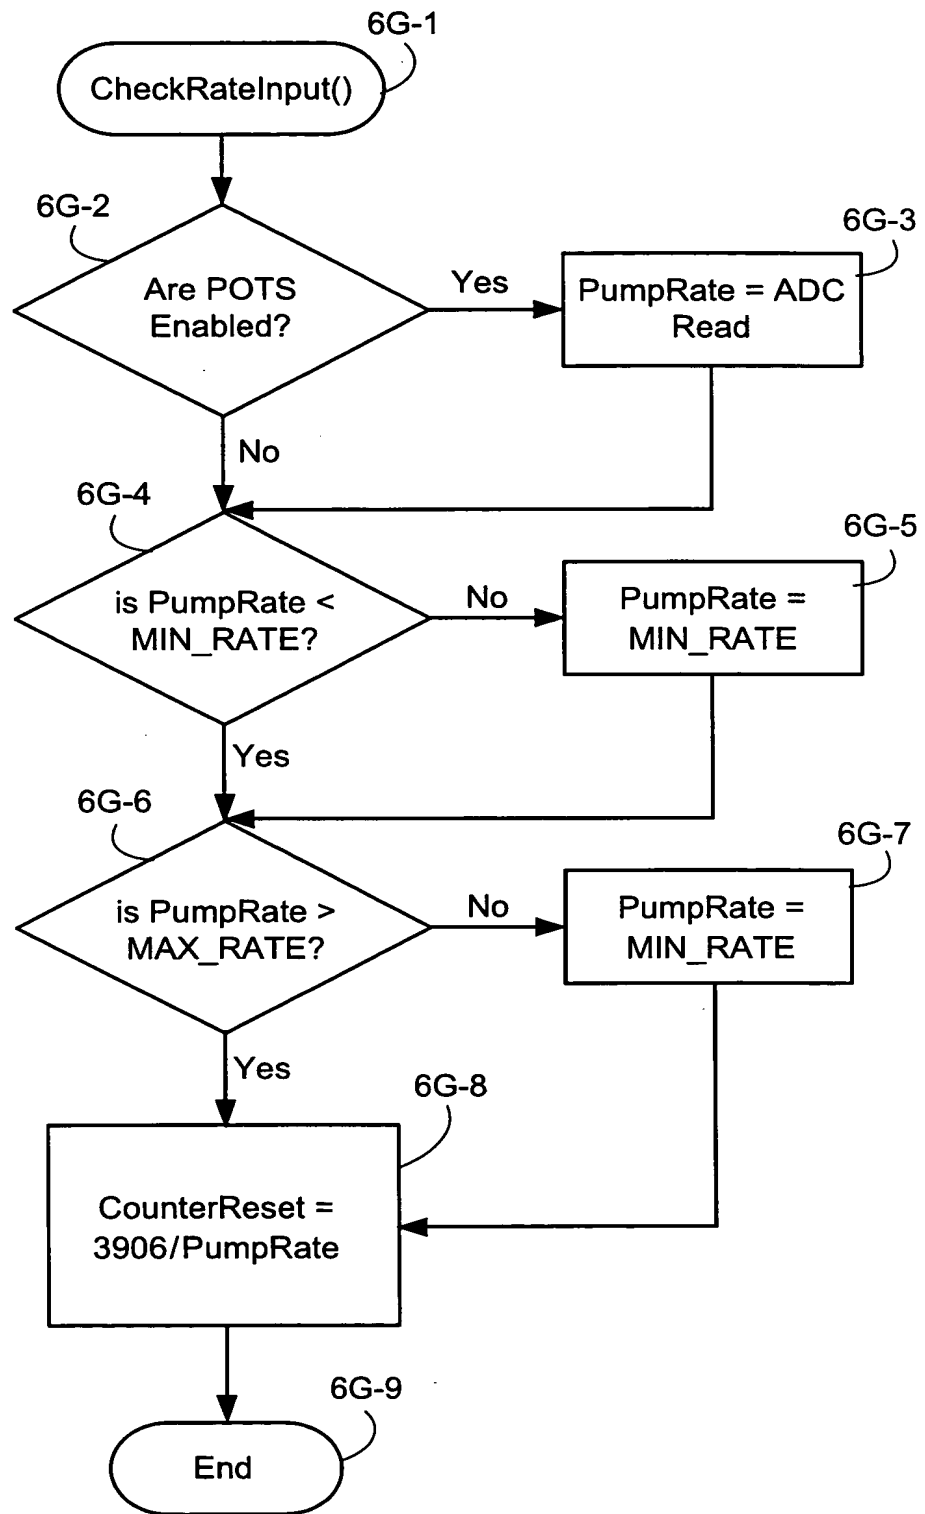 6G-1
CheckRateInput()
6G-2
Are POTS
Enabled?
Yes
6G-3
PumpRate = ADC
Read
No
6G-4
is PumpRate <
MIN_RATE?
No
6G-5
PumpRate =
MIN_RATE
Yes
6G-6
is PumpRate >
MAX_RATE?
No
6G-7
PumpRate =
MIN_RATE
Yes
6G-8
CounterReset =
3906/PumpRate
6G-9
End